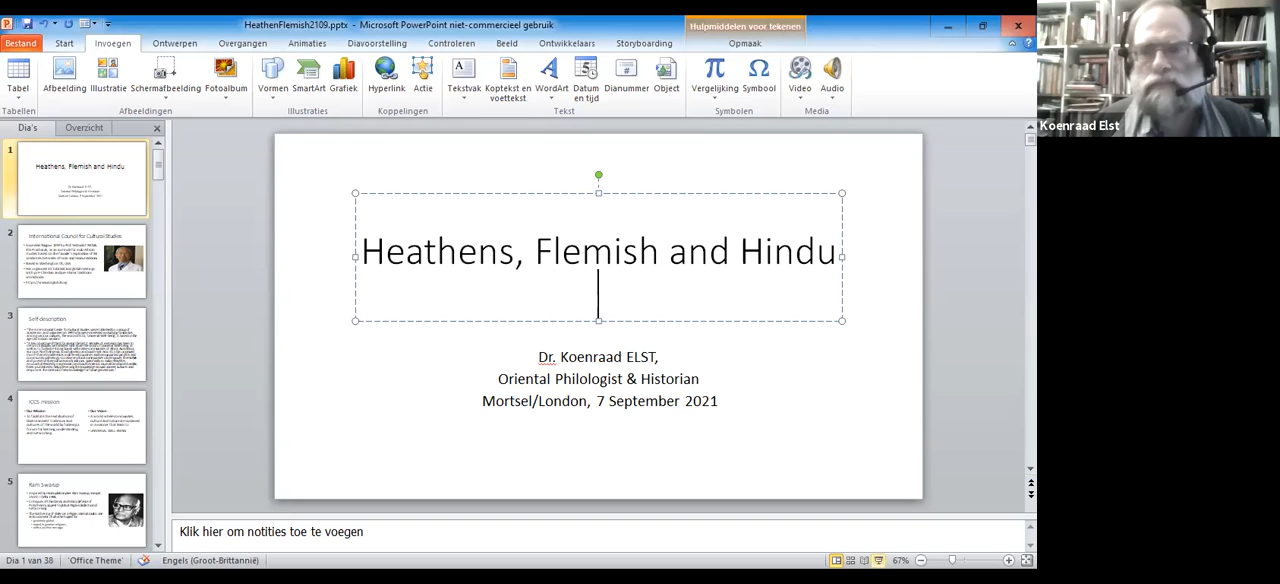 HeathenFlemish2109.pptx - Microsoft PowerPoint niet-commercieel gebruik
Hulpmiddelen voor tekenen
Bestand Start Invoegen Ontwerpen Overgangen Animaties Diavoorstelling Controleren Beeld Ontwikkelaars Storyboarding Opmaak
Tabel Afbeelding Illustratie Schermafbeelding Fotoalbum Vormen SmartArt Grafiek Hyperlink Actie Tekstvak Koptekst en voettekst WordArt Datum en tijd Dianummer Object Vergelijking Symbool Video Audio
Tabellen Afbeeldingen Illustraties Koppelingen Tekst Symbolen Media
Koenraad Elst
Dia's Overzicht
1
Heathens, Flemish and Hindu
2
International Council for Cultural Studies
3
Self description
4
ICCS mission
5
Ram Swarup
Heathens, Flemish and Hindu
Dr. Koenraad ELST,
Oriental Philologist & Historian
Mortsel/London, 7 September 2021
Klik hier om notities toe te voegen
Dia 1 van 38 'Office Theme' Engels (Groot-Brittannië) 67%